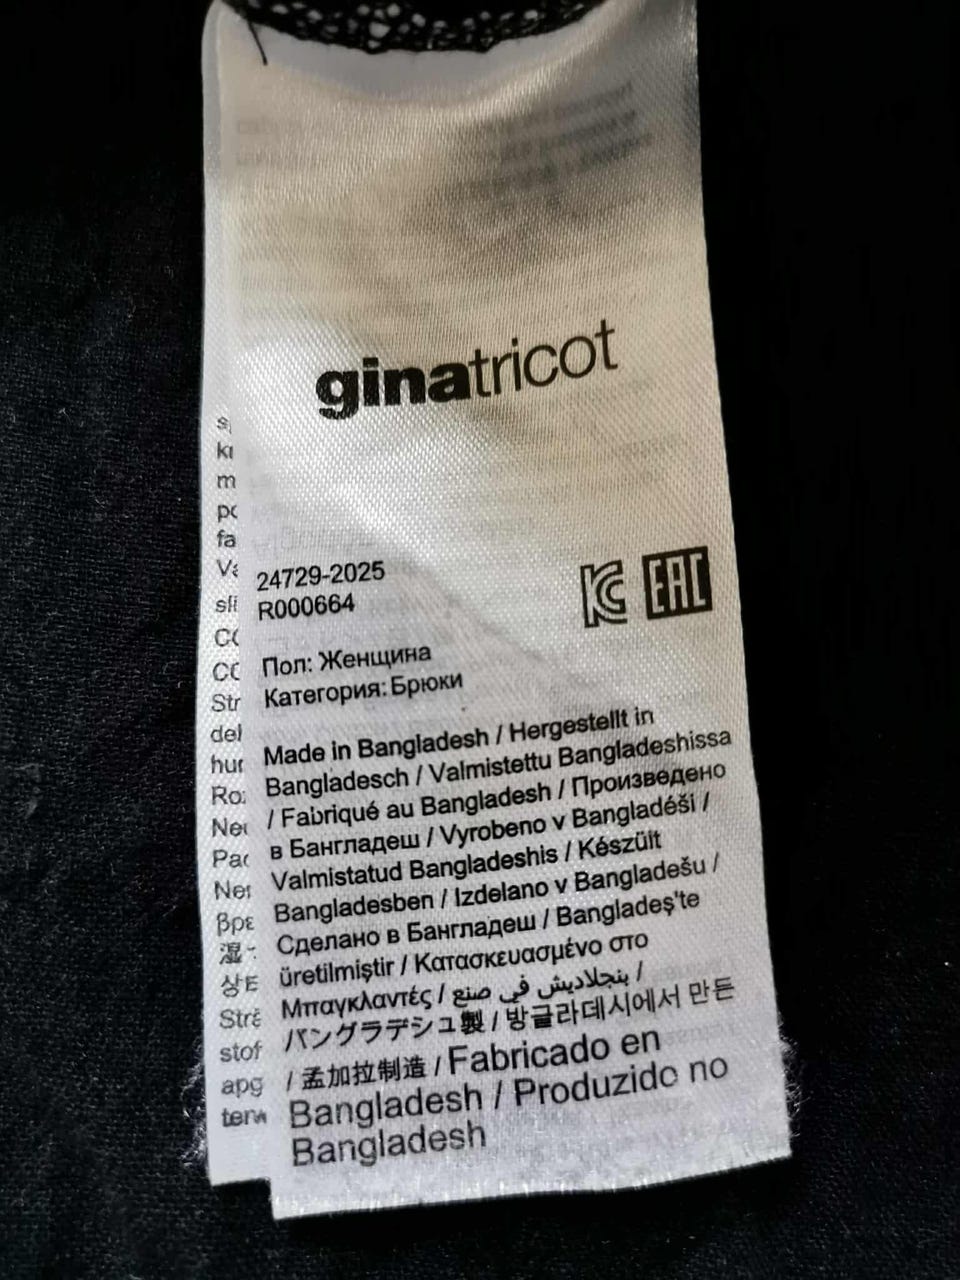 ginatricot
24729-2025
R000664
EAC
Пол: Женщина
Категория: Брюки
Made in Bangladesh / Hergestellt in
Bangladesch / Valmistettu Bangladeshissa
/ Fabriqué au Bangladesh / Произведено
в Бангладеш / Vyrobeno v Bangladéši /
Valmistatud Bangladeshis / Készült
Bangladesben / Izdelano v Bangladešu /
Сделано в Бангладеш / Bangladeş'te
üretilmiştir / Κατασκευασμένο στο
Μπαγκλαντές / بنجلاديش في صنع /
バングラデシュ製 / 방글라데시에서 만든
/ 孟加拉制造 / Fabricado en
Bangladesh / Produzido no
Bangladesh